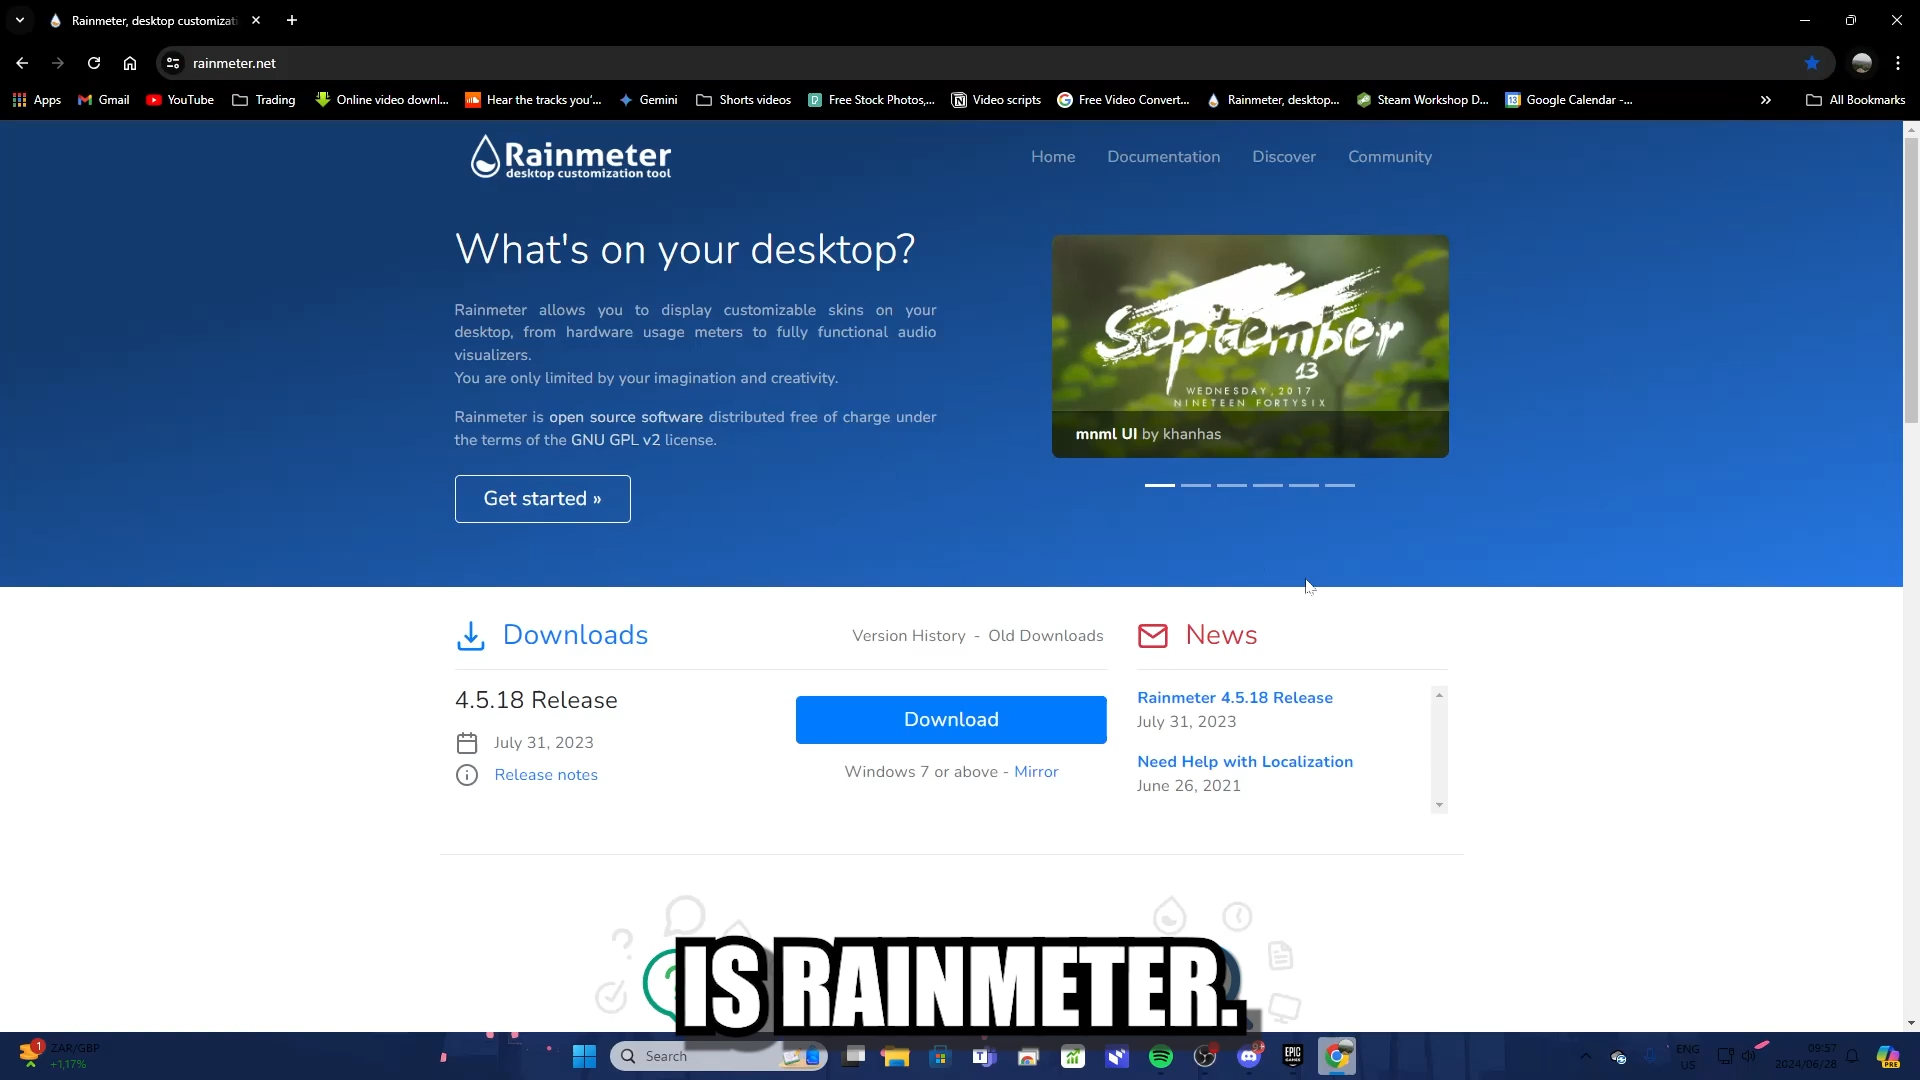 Rainmeter, desktop customizati
rainmeter.net
Apps
Gmail
YouTube
Trading
Online video downl...
Hear the tracks you'...
Gemini
Shorts videos
Free Stock Photos,...
Video scripts
Free Video Convert...
Rainmeter, desktop...
Steam Workshop D...
Google Calendar -...
All Bookmarks
Rainmeter
desktop customization tool
Home
Documentation
Discover
Community
What's on your desktop?
Rainmeter allows you to display customizable skins on your
desktop, from hardware usage meters to fully functional audio
visualizers.
You are only limited by your imagination and creativity.
Rainmeter is open source software distributed free of charge under
the terms of the GNU GPL v2 license.
Get started »
September
13
WEDNESDAY, 2017
NINETEEN FORTYSIX
mnml UI by khanhas
Downloads
Version History - Old Downloads
News
4.5.18 Release
July 31, 2023
Release notes
Download
Windows 7 or above - Mirror
Rainmeter 4.5.18 Release
July 31, 2023
Need Help with Localization
June 26, 2021
IS RAINMETER.
1
ZAR/GBP
+1,17%
Search
9+
EPIC
GAMES
ENG
US
09:57
2024/06/28
PRE